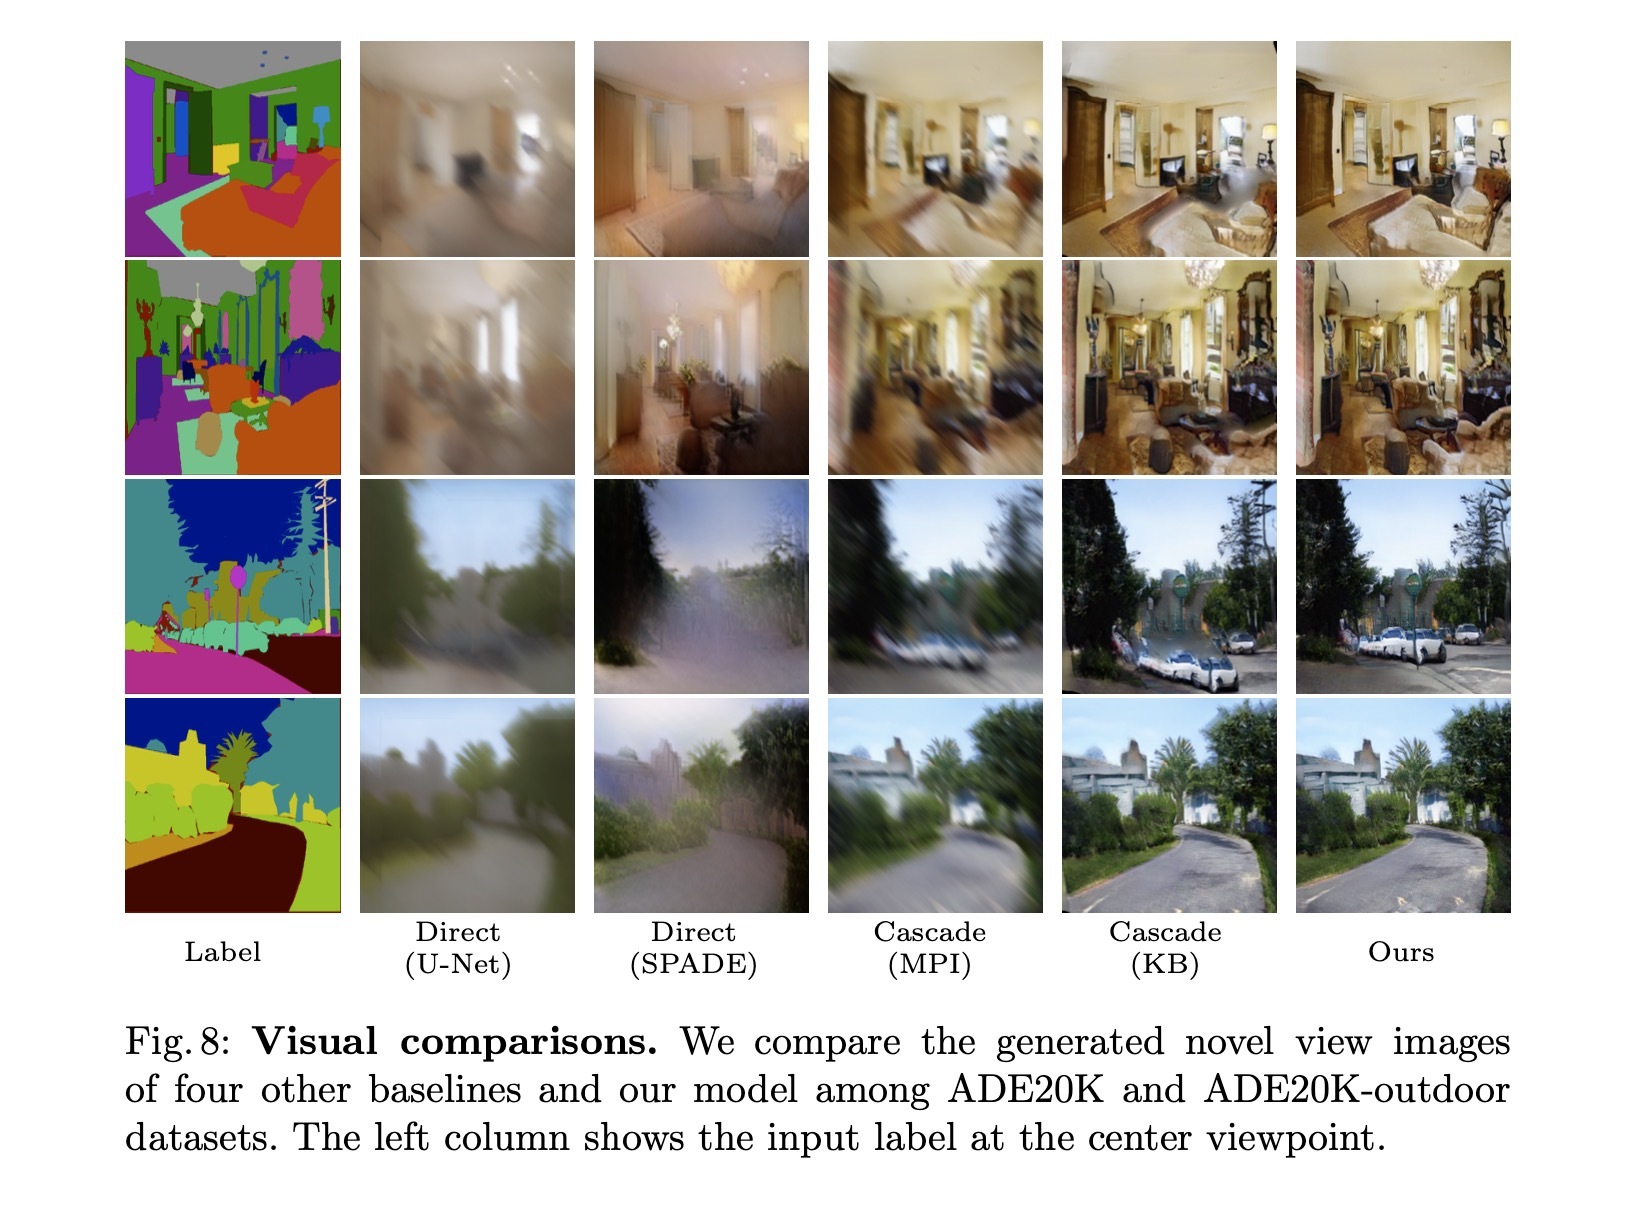 Label
Direct
(U-Net)
Direct
(SPADE)
Cascade
(MPI)
Cascade
(KB)
Ours
Fig. 8: Visual comparisons. We compare the generated novel view images
of four other baselines and our model among ADE20K and ADE20K-outdoor
datasets. The left column shows the input label at the center viewpoint.